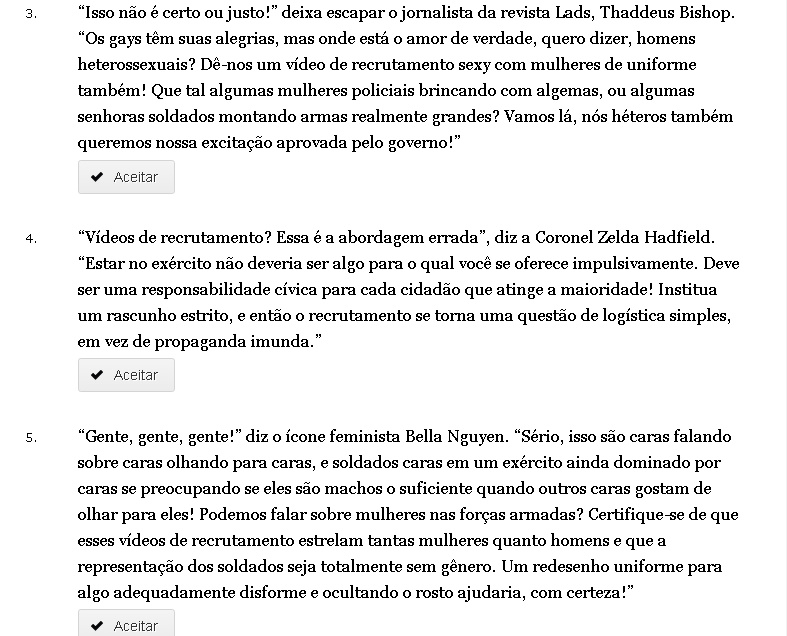 3. “Isso não é certo ou justo!” deixa escapar o jornalista da revista Lads, Thaddeus Bishop.
“Os gays têm suas alegrias, mas onde está o amor de verdade, quero dizer, homens
heterossexuais? Dê-nos um vídeo de recrutamento sexy com mulheres de uniforme
também! Que tal algumas mulheres policiais brincando com algemas, ou algumas
senhoras soldados montando armas realmente grandes? Vamos lá, nós héteros também
queremos nossa excitação aprovada pelo governo!”
✔ Aceitar
4. “Vídeos de recrutamento? Essa é a abordagem errada”, diz a Coronel Zelda Hadfield.
“Estar no exército não deveria ser algo para o qual você se oferece impulsivamente. Deve
ser uma responsabilidade cívica para cada cidadão que atinge a maioridade! Institua
um rascunho estrito, e então o recrutamento se torna uma questão de logística simples,
em vez de propaganda imunda.”
✔ Aceitar
5. “Gente, gente, gente!” diz o ícone feminista Bella Nguyen. “Sério, isso são caras falando
sobre caras olhando para caras, e soldados caras em um exército ainda dominado por
caras se preocupando se eles são machos o suficiente quando outros caras gostam de
olhar para eles! Podemos falar sobre mulheres nas forças armadas? Certifique-se de que
esses vídeos de recrutamento estrelam tantas mulheres quanto homens e que a
representação dos soldados seja totalmente sem gênero. Um redesenho uniforme para
algo adequadamente disforme e ocultando o rosto ajudaria, com certeza!”
✔ Aceitar